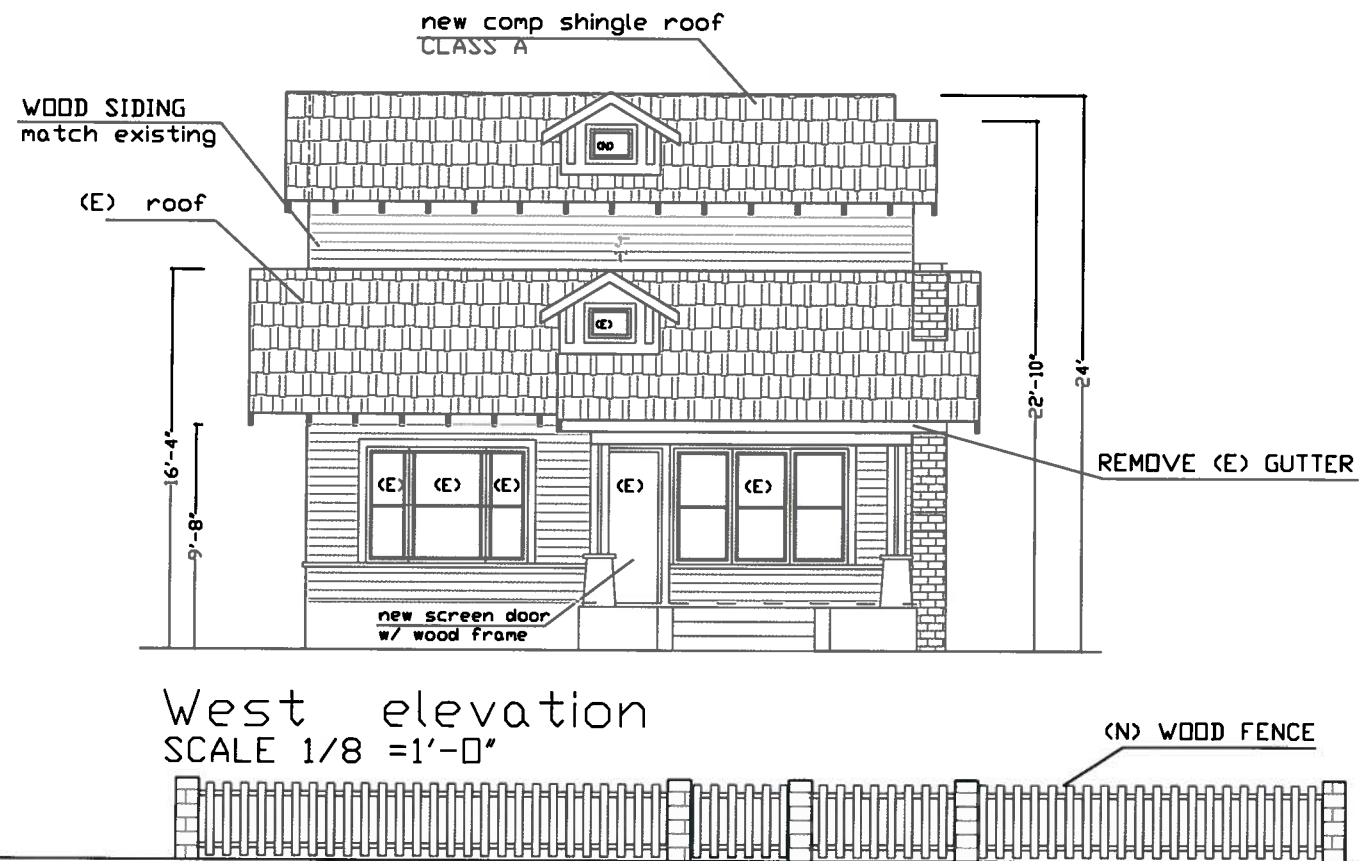 new comp shingle roof
CLASS A
WOOD SIDING
match existing
(E) roof
(N)
(E)
16'-4"
9'-8"
22'-10"
24'
REMOVE (E) GUTTER
(E) (E) (E) (E) (E)
new screen door
w/ wood frame
West elevation
SCALE 1/8 =1'-0"
(N) WOOD FENCE